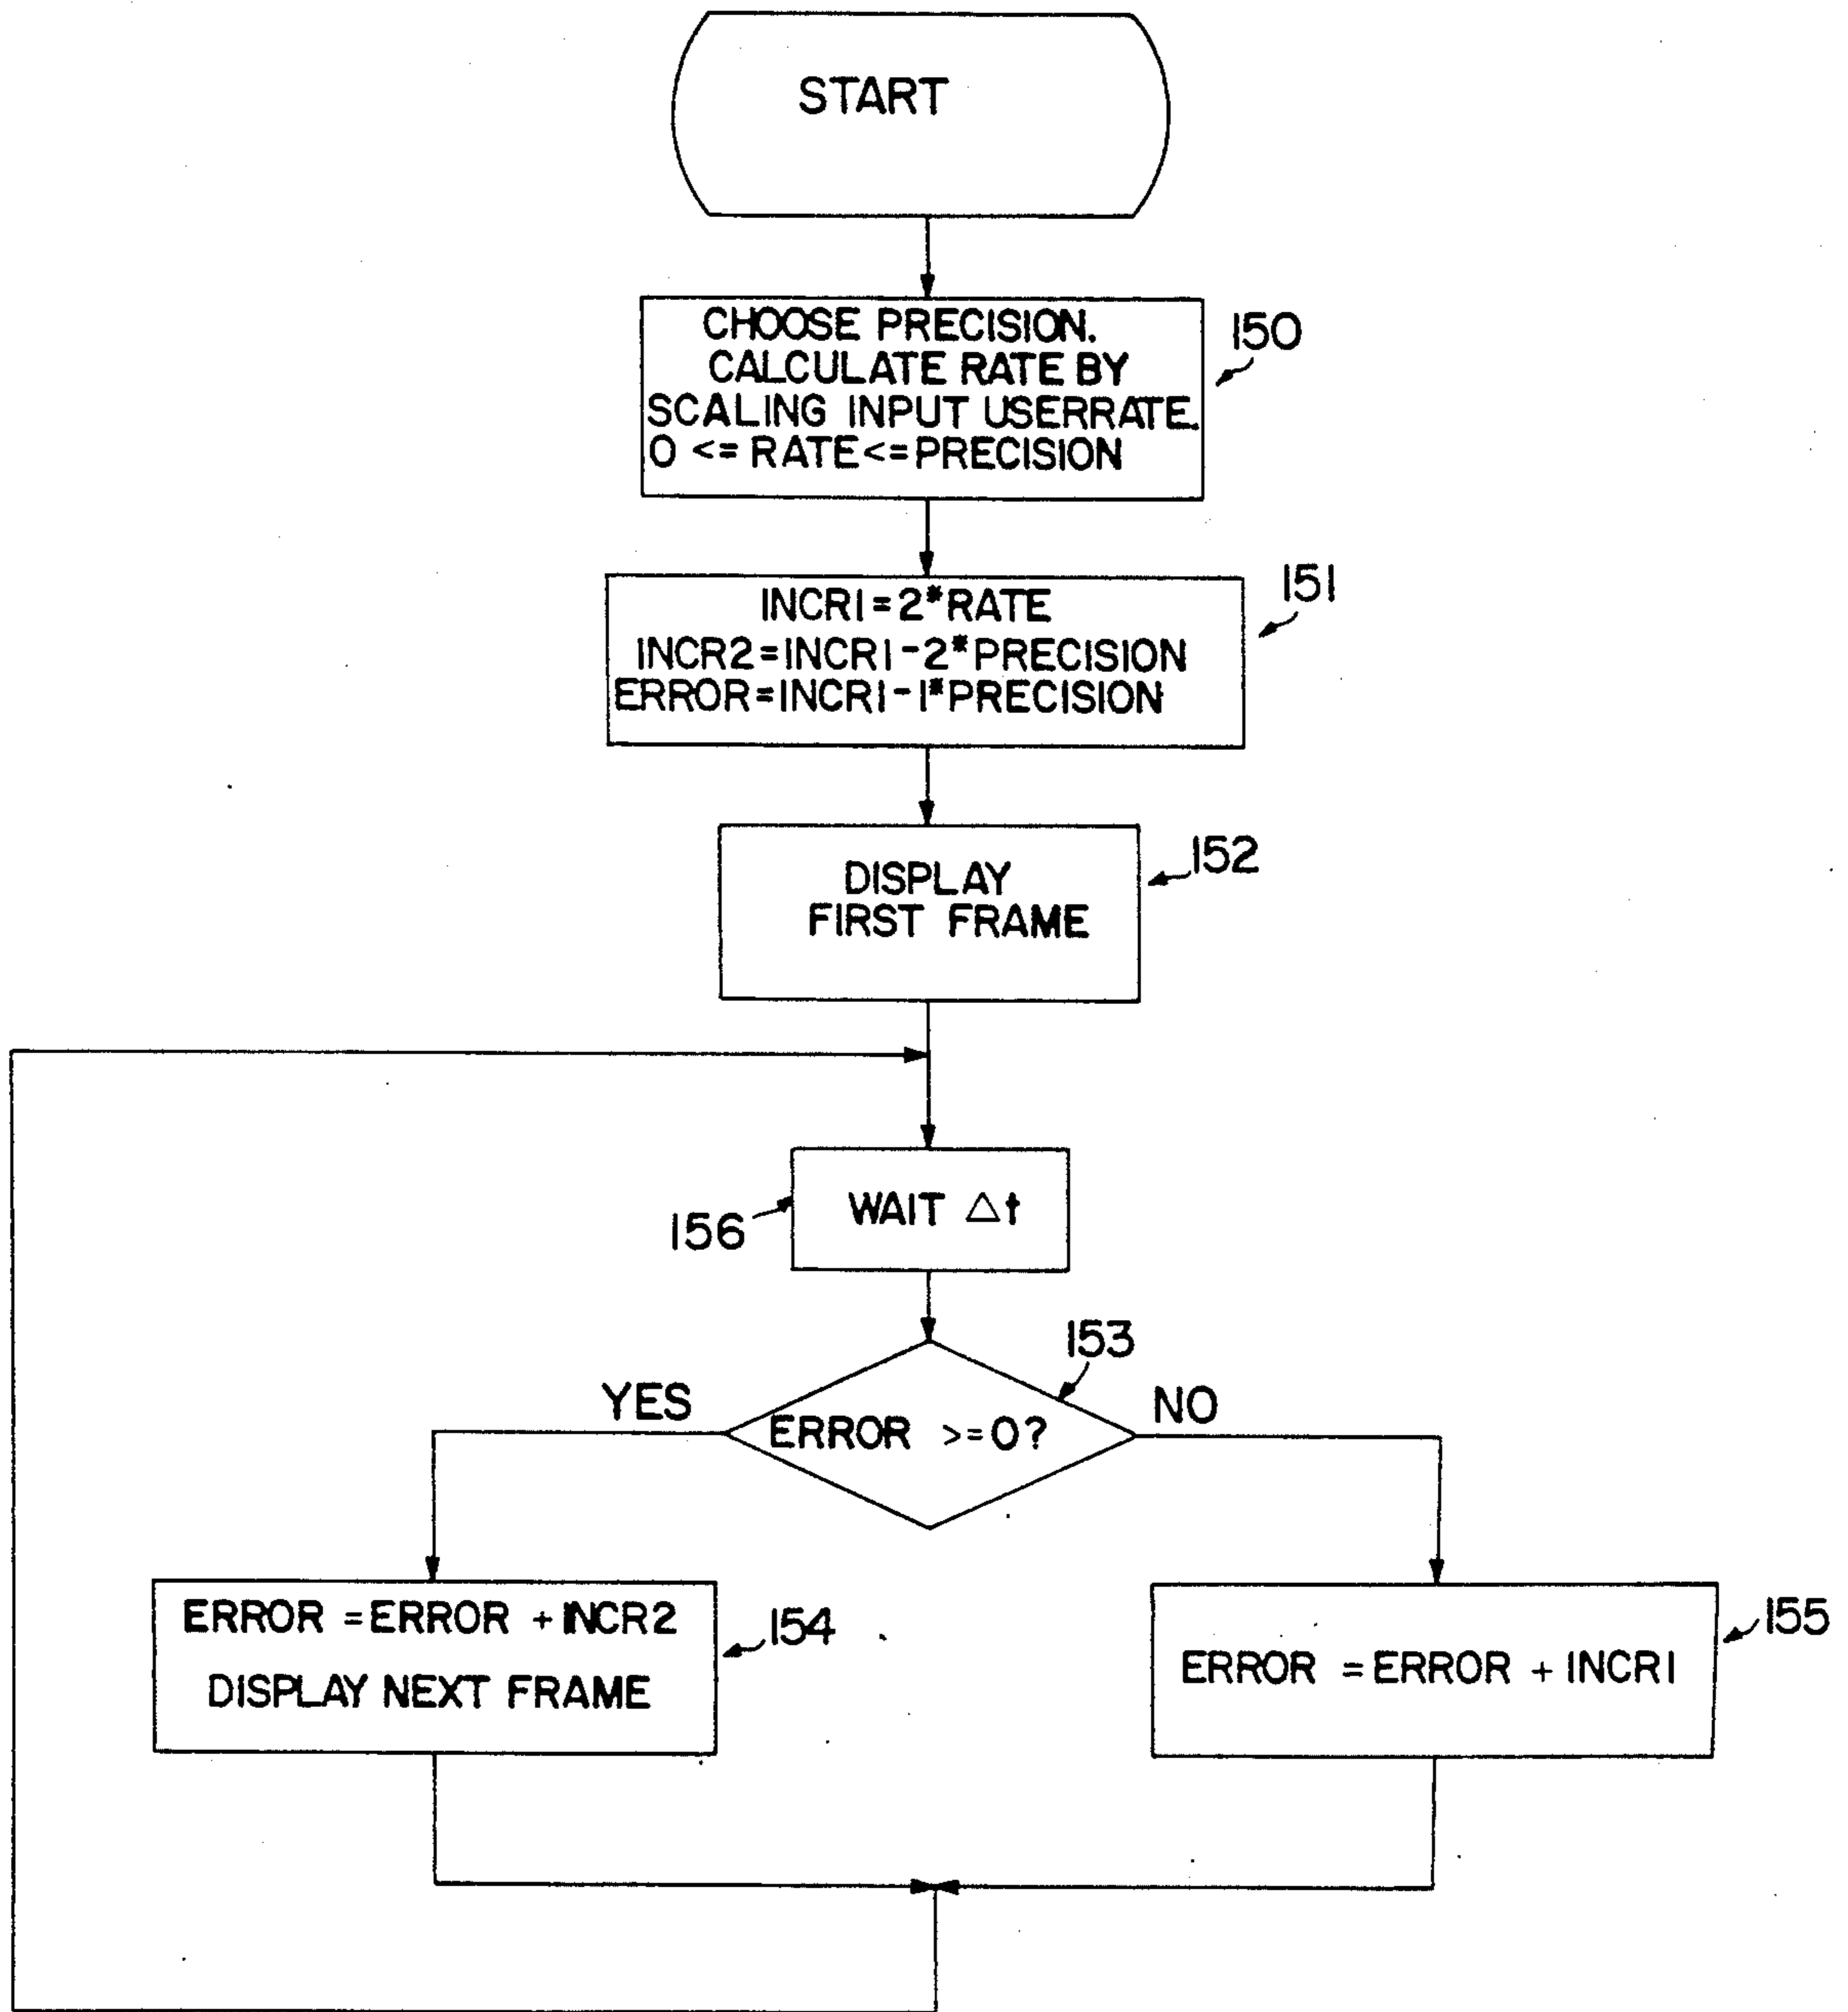 START
CHOOSE PRECISION.
CALCULATE RATE BY
SCALING INPUT USERRATE.
0 <= RATE<=PRECISION
150
INCR1=2*RATE
INCR2=INCR1-2*PRECISION
ERROR=INCR1-1*PRECISION
151
DISPLAY
FIRST FRAME
152
WAIT △t
156
153
YES
ERROR >=0?
NO
ERROR =ERROR + INCR2
DISPLAY NEXT FRAME
154
ERROR =ERROR + INCR1
155